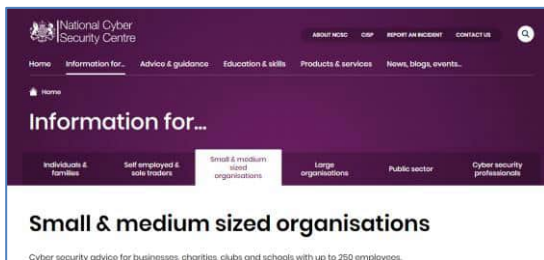 National Cyber
Security Centre
ABOUT NCSC CISP REPORT AN INCIDENT CONTACT US
Home Information for... Advice & guidance Education & skills Products & services News, blogs, events...
Home
Information for...
Individuals & families
Self employed & sole traders
Small & medium sized organisations
Large organisations
Public sector
Cyber security professionals
Small & medium sized organisations
Cyber security advice for businesses, charities, clubs and schools with up to 250 employees.